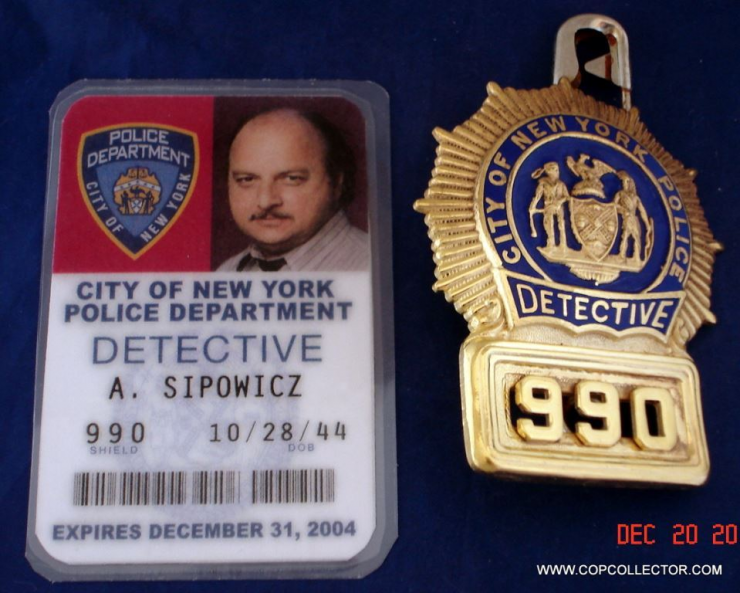 POLICE
DEPARTMENT
CITY OF
NEW YORK
CITY OF NEW YORK
POLICE DEPARTMENT
DETECTIVE
A. SIPOWICZ
990 10/28/44
SHIELD DOB
EXPIRES DECEMBER 31, 2004
CITY OF NEW YORK POLICE
DETECTIVE
990
DEC 20 20
WWW.COPCOLLECTOR.COM